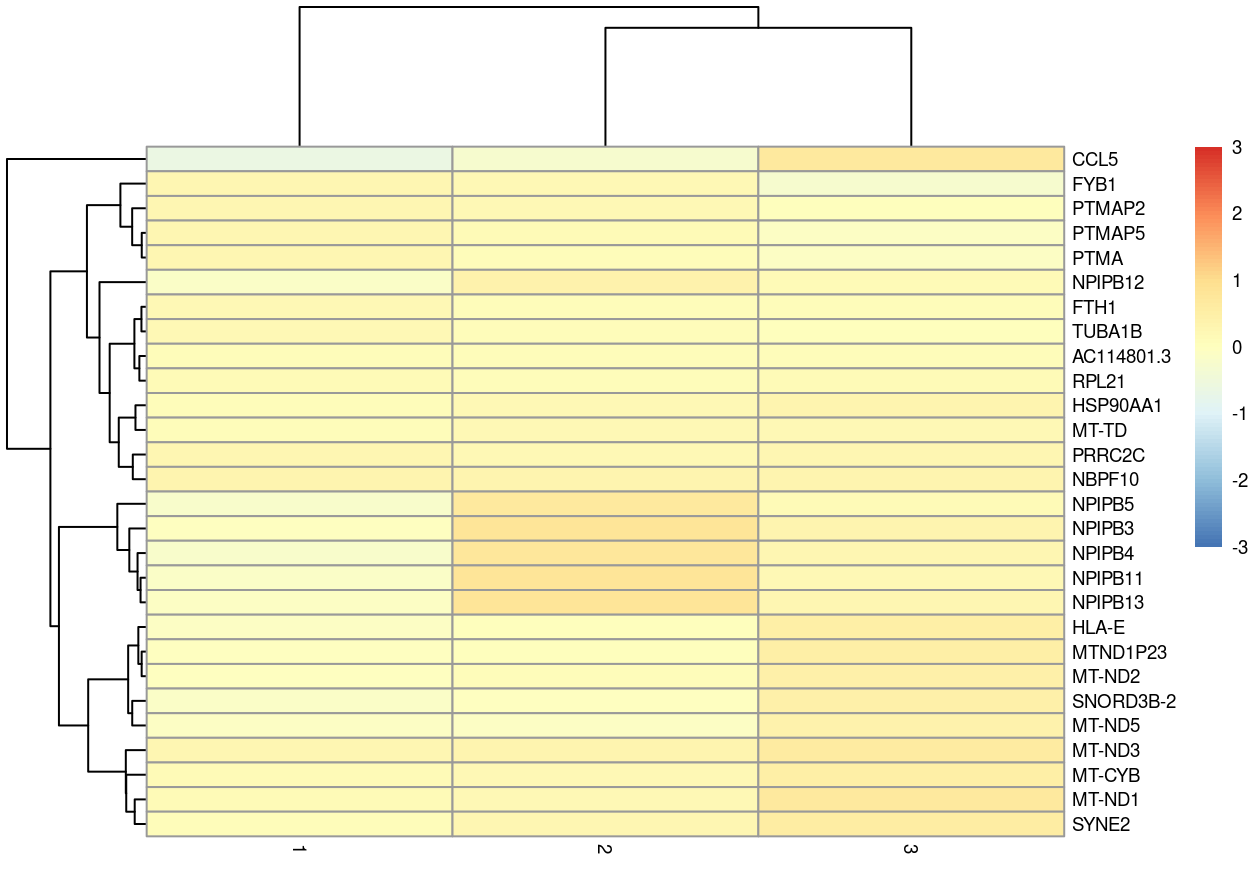 CCL5
FYB1
PTMAP2
PTMAP5
PTMA
NPIPB12
FTH1
TUBA1B
AC114801.3
RPL21
HSP90AA1
MT-TD
PRRC2C
NBPF10
NPIPB5
NPIPB3
NPIPB4
NPIPB11
NPIPB13
HLA-E
MTND1P23
MT-ND2
SNORD3B-2
MT-ND5
MT-ND3
MT-CYB
MT-ND1
SYNE2
1
2
3
3
2
1
0
-1
-2
-3